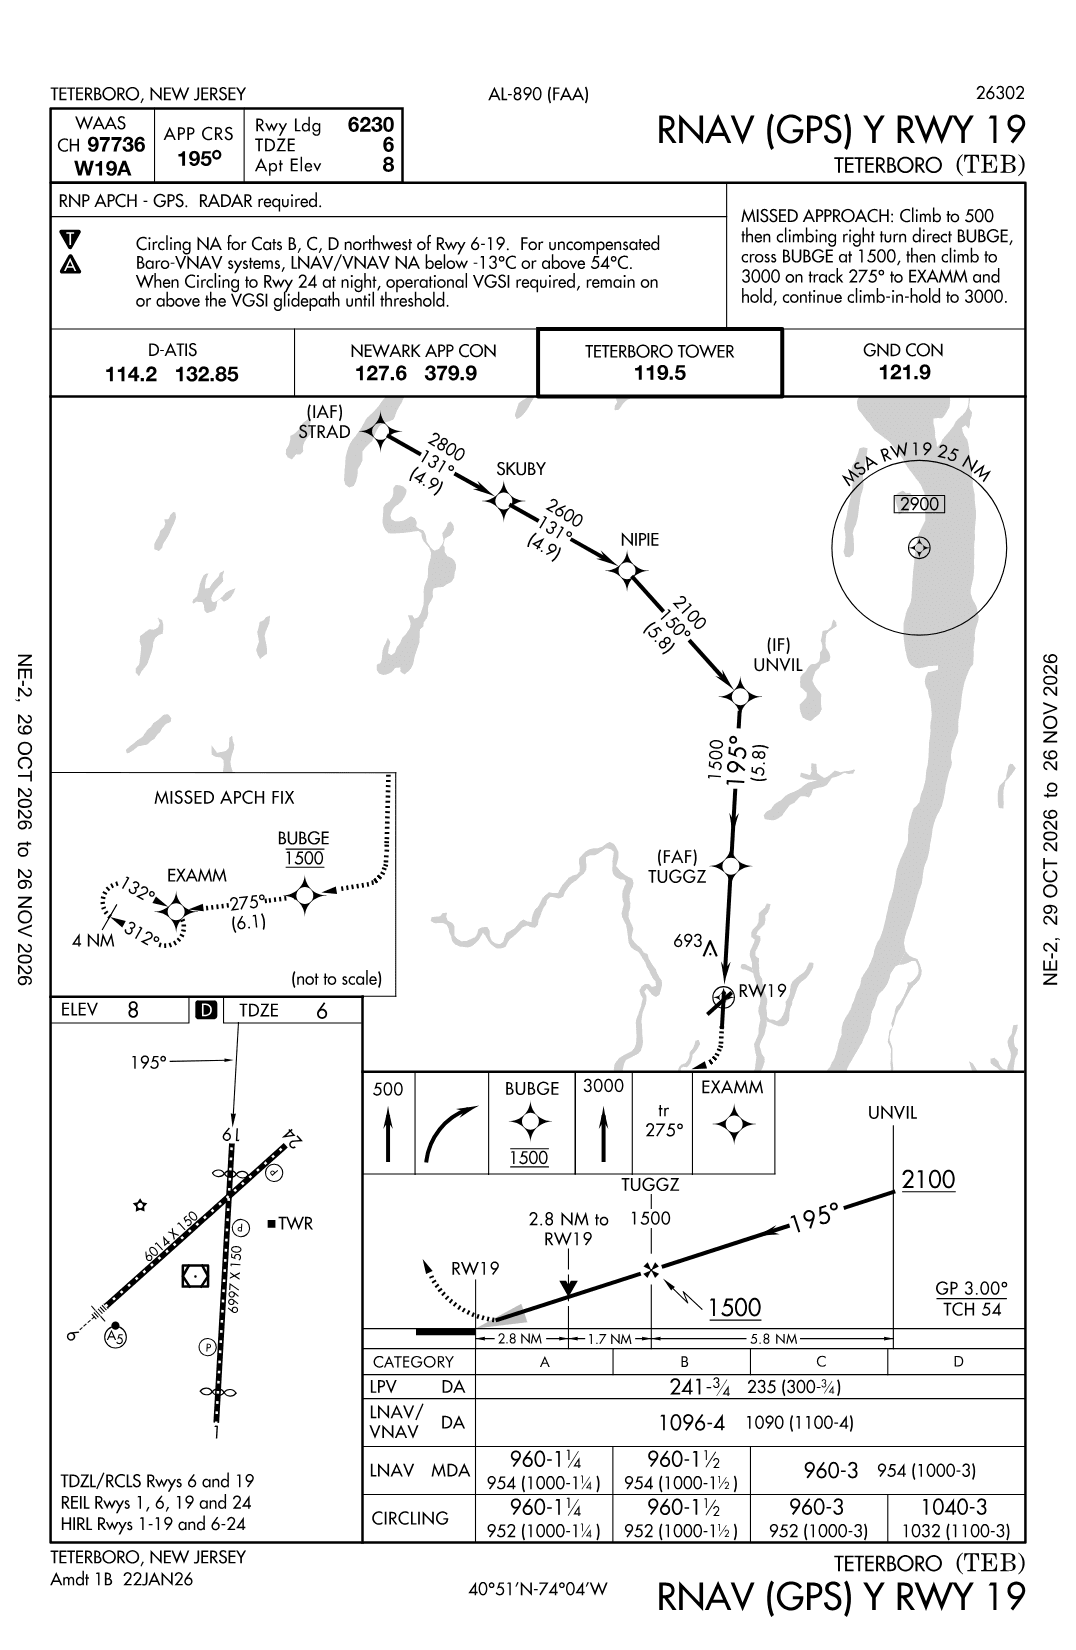 TETERBORO, NEW JERSEY
AL-890 (FAA)
26302
WAAS
CH 97736
W19A
APP CRS
195°
Rwy Ldg 6230
TDZE 6
Apt Elev 8
RNAV (GPS) Y RWY 19
TETERBORO (TEB)
RNP APCH - GPS. RADAR required.
T
A
Circling NA for Cats B, C, D northwest of Rwy 6-19. For uncompensated
Baro-VNAV systems, LNAV/VNAV NA below -13°C or above 54°C.
When Circling to Rwy 24 at night, operational VGSI required, remain on
or above the VGSI glidepath until threshold.
MISSED APPROACH: Climb to 500
then climbing right turn direct BUBGE,
cross BUBGE at 1500, then climb to
3000 on track 275° to EXAMM and
hold, continue climb-in-hold to 3000.
D-ATIS
114.2 132.85
NEWARK APP CON
127.6 379.9
TETERBORO TOWER
119.5
GND CON
121.9
(IAF)
STRAD
2800
131°
(4.9)
SKUBY
2600
131°
(4.9)
NIPIE
2100
150°
(5.8)
(IF)
UNVIL
1500
195°
(5.8)
(FAF)
TUGGZ
693
RW19
MSA RW19 25 NM
2900
NE-2, 29 OCT 2026 to 26 NOV 2026
NE-2, 29 OCT 2026 to 26 NOV 2026
MISSED APCH FIX
BUBGE
1500
EXAMM
132°
275°
(6.1)
312°
4 NM
(not to scale)
ELEV 8
D
TDZE 6
195°
19
24
P
6014 X 150
P
TWR
6997 X 150
6
A5
P
1
TDZL/RCLS Rwys 6 and 19
REIL Rwys 1, 6, 19 and 24
HIRL Rwys 1-19 and 6-24
500
BUBGE
1500
3000
tr
275°
EXAMM
UNVIL
2100
TUGGZ
1500
195°
2.8 NM to
RW19
RW19
1500
GP 3.00°
TCH 54
2.8 NM
1.7 NM
5.8 NM
CATEGORY A B C D
LPV DA 241-¾ 235 (300-¾)
LNAV/
VNAV DA 1096-4 1090 (1100-4)
LNAV MDA
960-1¼
954 (1000-1¼)
960-1½
954 (1000-1½)
960-3 954 (1000-3)
CIRCLING
960-1¼
952 (1000-1¼)
960-1½
952 (1000-1½)
960-3
952 (1000-3)
1040-3
1032 (1100-3)
TETERBORO, NEW JERSEY
Amdt 1B 22JAN26
40°51'N-74°04'W
TETERBORO (TEB)
RNAV (GPS) Y RWY 19